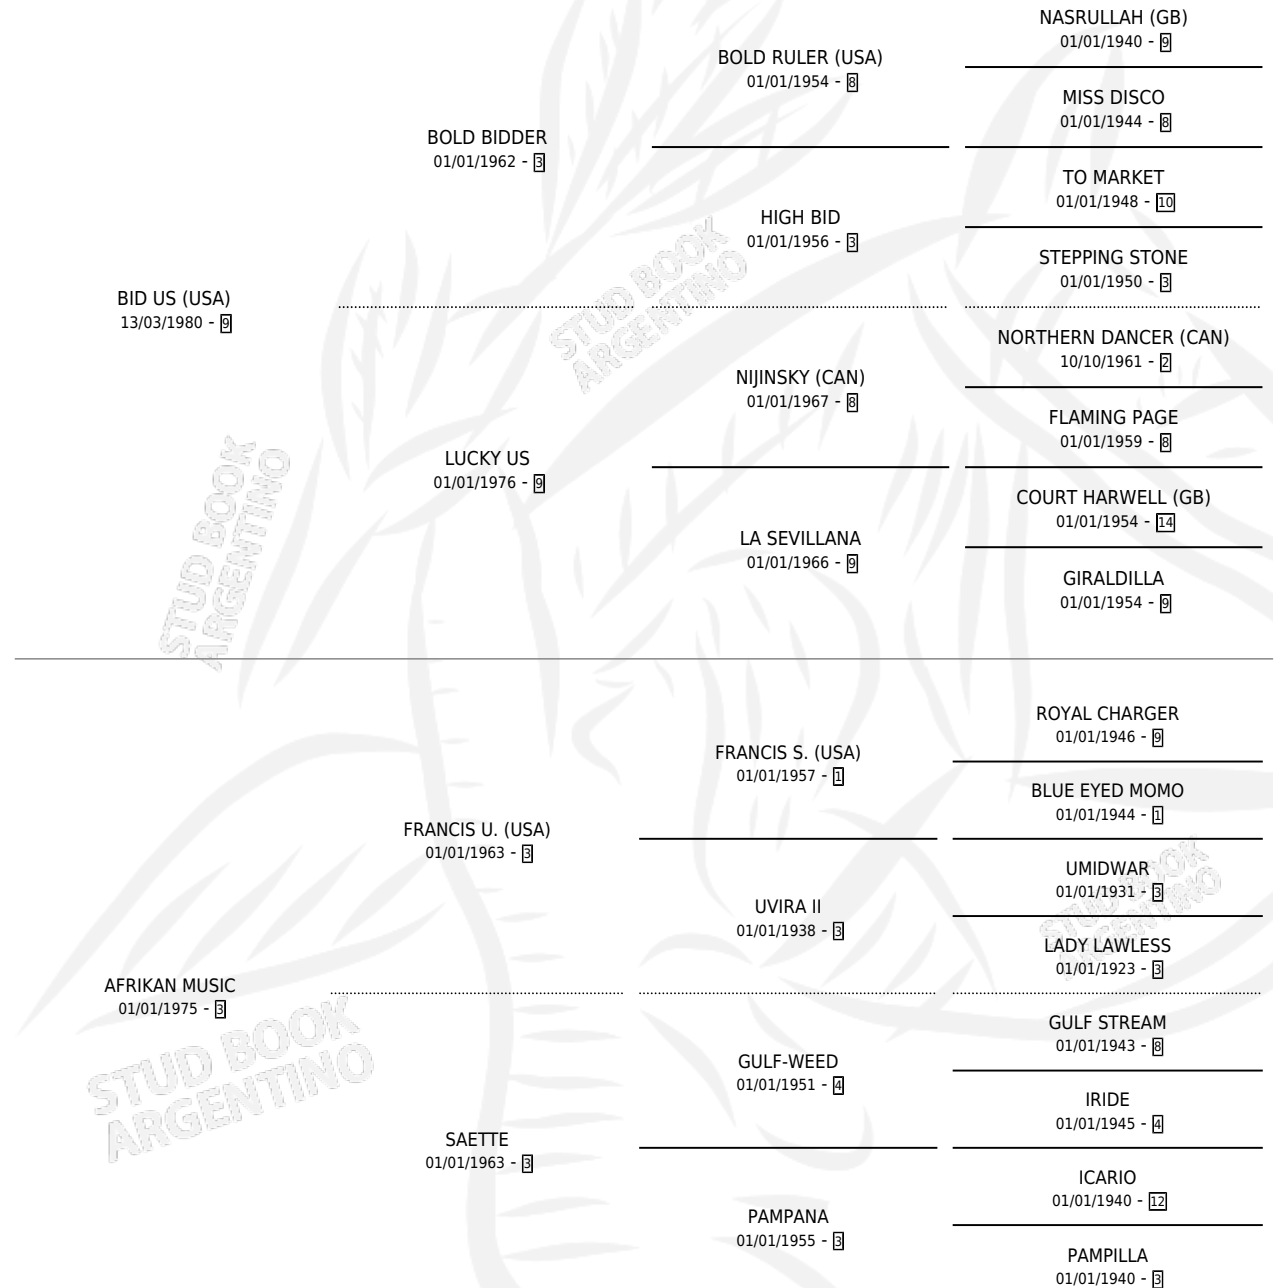 NASRULLAH (GB)
01/01/1940 - 9
BOLD RULER (USA)
01/01/1954 - 8
MISS DISCO
01/01/1944 - 8
BOLD BIDDER
01/01/1962 - 3
TO MARKET
01/01/1948 - 10
HIGH BID
01/01/1956 - 3
STEPPING STONE
01/01/1950 - 3
BID US (USA)
13/03/1980 - 9
NORTHERN DANCER (CAN)
10/10/1961 - 2
NIJINSKY (CAN)
01/01/1967 - 8
FLAMING PAGE
01/01/1959 - 8
LUCKY US
01/01/1976 - 9
COURT HARWELL (GB)
01/01/1954 - 14
LA SEVILLANA
01/01/1966 - 9
GIRALDILLA
01/01/1954 - 9
ROYAL CHARGER
01/01/1946 - 9
FRANCIS S. (USA)
01/01/1957 - 1
BLUE EYED MOMO
01/01/1944 - 1
FRANCIS U. (USA)
01/01/1963 - 3
UMIDWAR
01/01/1931 - 3
UVIRA II
01/01/1938 - 3
LADY LAWLESS
01/01/1923 - 3
AFRIKAN MUSIC
01/01/1975 - 3
GULF STREAM
01/01/1943 - 8
GULF-WEED
01/01/1951 - 4
IRIDE
01/01/1945 - 4
SAETTE
01/01/1963 - 3
ICARIO
01/01/1940 - 12
PAMPANA
01/01/1955 - 3
PAMPILLA
01/01/1940 - 3
STUD BOOK
ARGENTINO
STUD BOOK
ARGENTINO
STUD BOOK
ARGENTINO
STUD BOOK
ARGENTINO